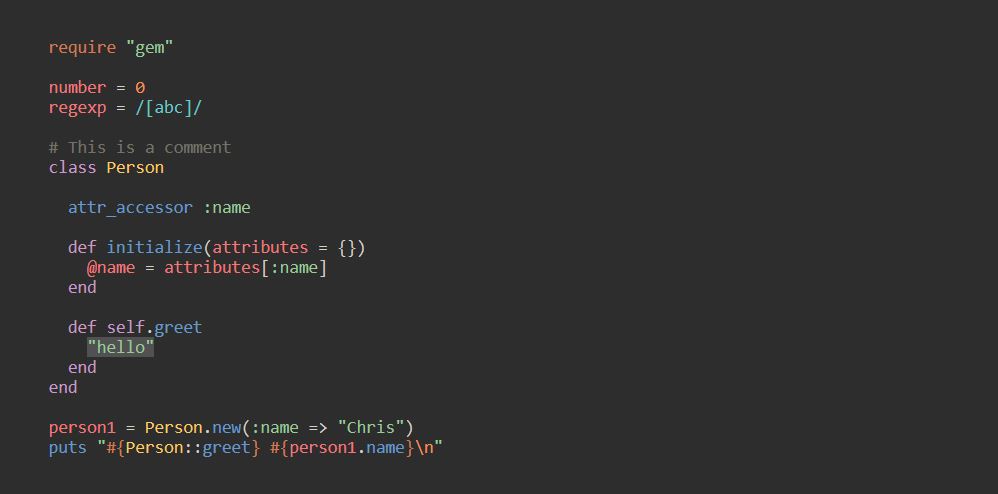 require "gem"

number = 0
regexp = /[abc]/

# This is a comment
class Person

  attr_accessor :name

  def initialize(attributes = {})
    @name = attributes[:name]
  end

  def self.greet
    "hello"
  end
end

person1 = Person.new(:name => "Chris")
puts "#{Person::greet} #{person1.name}\n"